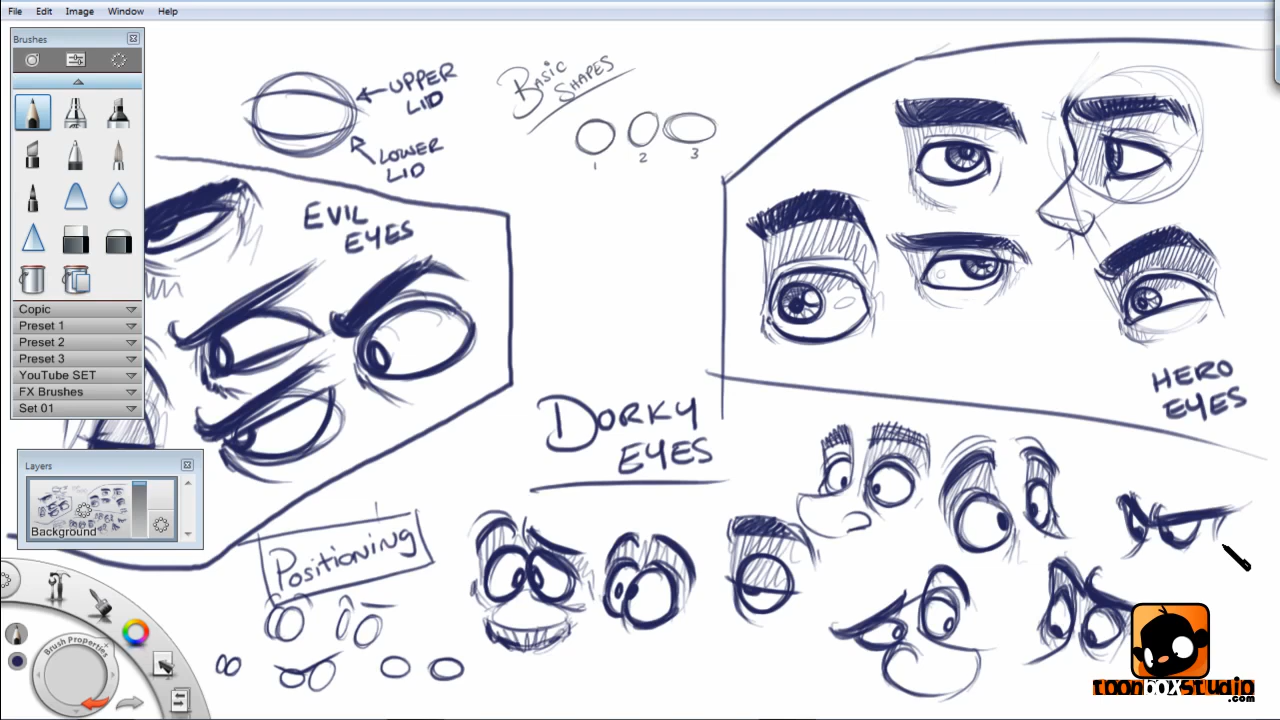 File Edit Image Window Help
Brushes
Copic
Preset 1
Preset 2
Preset 3
YouTube SET
FX Brushes
Set 01
Layers
Background
Brush Properties
UPPER
LID
LOWER
LID
BASIC
SHAPES
1 2 3
EVIL
EYES
HERO
EYES
DORKY
EYES
Positioning
toonboxstudio
.com